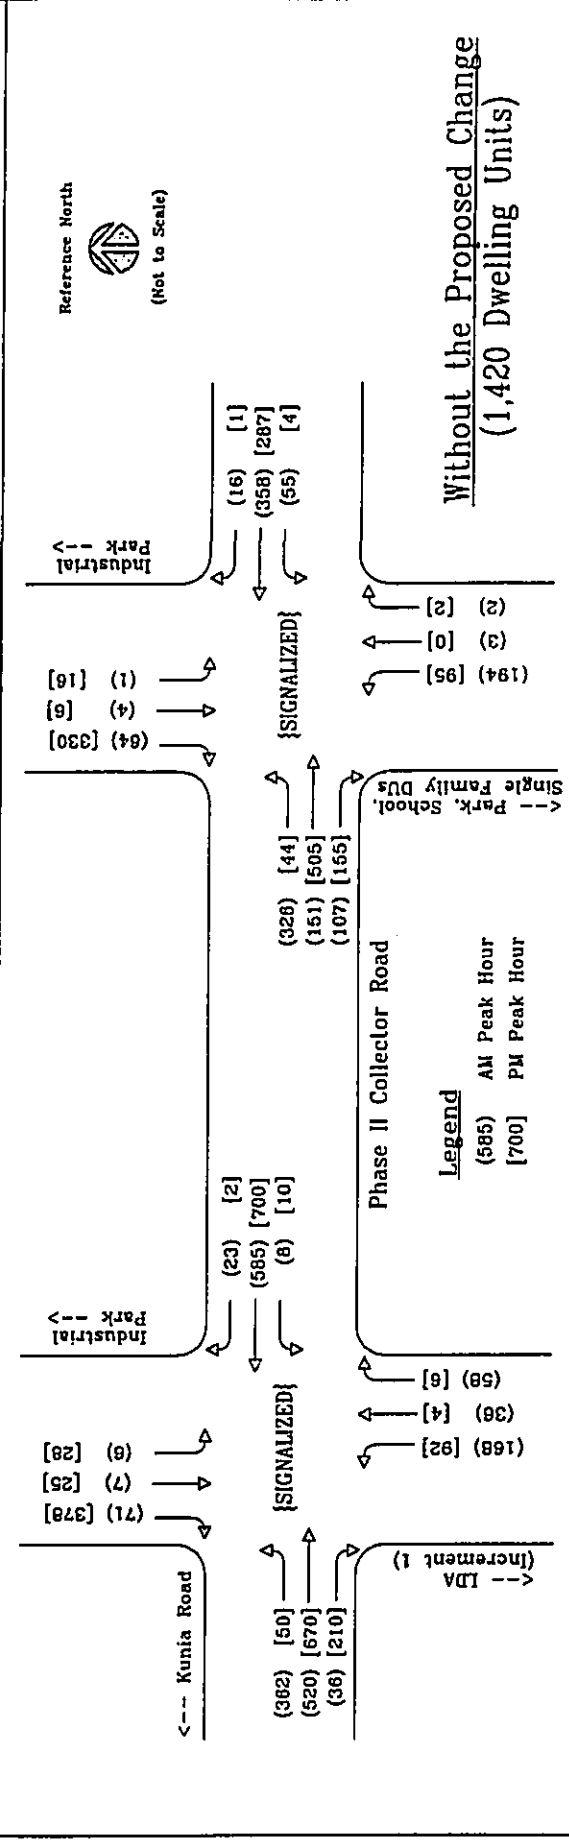 Reference North
(Not to Scale)
Without the Proposed Change
(1,420 Dwelling Units)
<-- Kunia Road
Industrial
Park -->
Industrial
Park -->
(71) [378]
(7) [25]
(6) [28]
(23) [2]
(585) [700]
(8) [10]
{SIGNALIZED}
(362) [50]
(520) [670]
(36) [210]
(168) [92]
(36) [4]
(58) [6]
<-- LDA -->
(Increment 1)
(64) [330]
(4) [6]
(1) [16]
(16) [1]
(358) [287]
(55) [4]
{SIGNALIZED}
(326) [44]
(151) [505]
(107) [155]
(194) [95]
(3) [0]
(2) [2]
<-- Park, School,
Single Family DUs
Phase II Collector Road
Legend
(585) AM Peak Hour
[700] PM Peak Hour